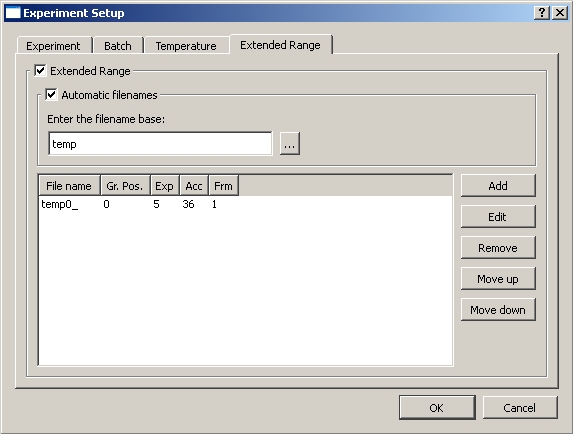 Experiment Setup
Experiment Batch Temperature Extended Range
Extended Range
Automatic filenames
Enter the filename base:
temp ...
File name Gr. Pos. Exp Acc Frm
temp0_ 0 5 36 1
Add
Edit
Remove
Move up
Move down
OK Cancel